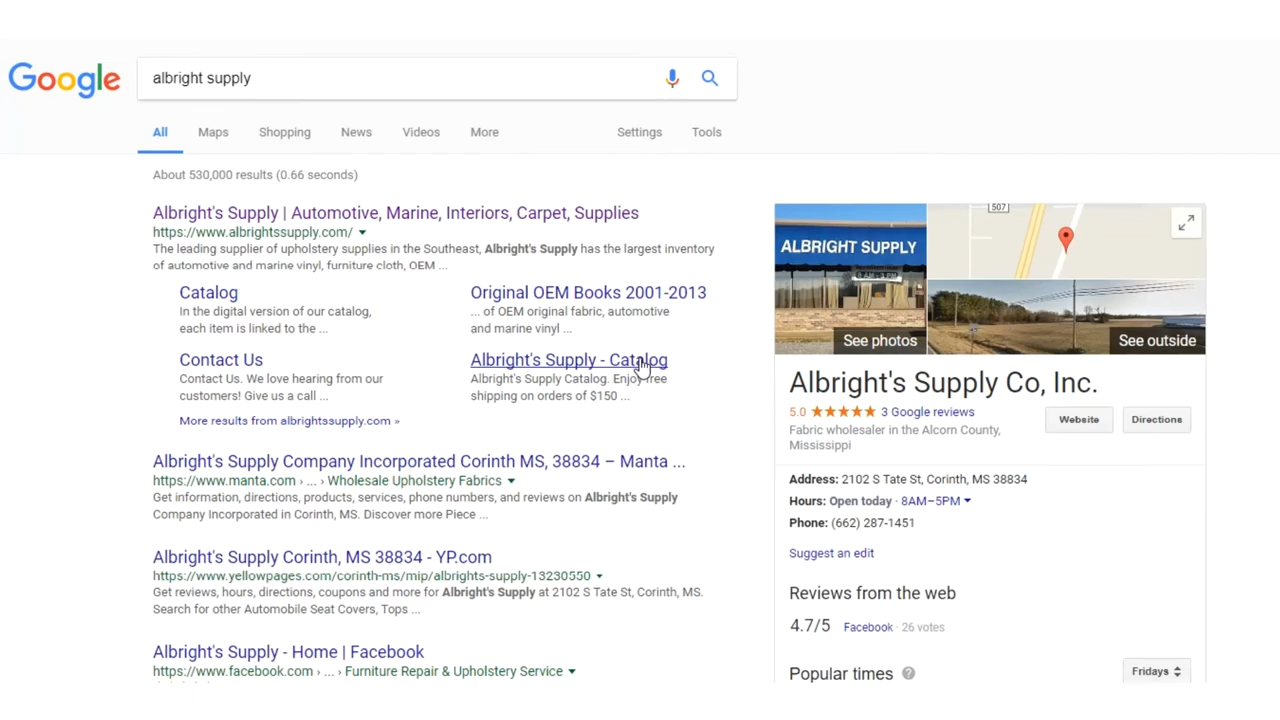 Google
albright supply
All Maps Shopping News Videos More Settings Tools
About 530,000 results (0.66 seconds)
Albright's Supply | Automotive, Marine, Interiors, Carpet, Supplies
https://www.albrightssupply.com/
The leading supplier of upholstery supplies in the Southeast, Albright's Supply has the largest inventory
of automotive and marine vinyl, furniture cloth, OEM ...
Catalog
In the digital version of our catalog,
each item is linked to the ...
Original OEM Books 2001-2013
... of OEM original fabric, automotive
and marine vinyl ...
Contact Us
Contact Us. We love hearing from our
customers! Give us a call ...
Albright's Supply - Catalog
Albright's Supply Catalog. Enjoy free
shipping on orders of $150 ...
More results from albrightssupply.com »
Albright's Supply Company Incorporated Corinth MS, 38834 – Manta ...
https://www.manta.com › ... › Wholesale Upholstery Fabrics
Get information, directions, products, services, phone numbers, and reviews on Albright's Supply
Company Incorporated in Corinth, MS. Discover more Piece ...
Albright's Supply Corinth, MS 38834 - YP.com
https://www.yellowpages.com/corinth-ms/mip/albrights-supply-13230550
Get reviews, hours, directions, coupons and more for Albright's Supply at 2102 S Tate St, Corinth, MS.
Search for other Automobile Seat Covers, Tops ...
Albright's Supply - Home | Facebook
https://www.facebook.com › ... › Furniture Repair & Upholstery Service
ALBRIGHT SUPPLY
8 AM - 5 PM
See photos
507
See outside
Albright's Supply Co, Inc.
5.0 3 Google reviews
Fabric wholesaler in the Alcorn County,
Mississippi
Website
Directions
Address: 2102 S Tate St, Corinth, MS 38834
Hours: Open today · 8AM–5PM
Phone: (662) 287-1451
Suggest an edit
Reviews from the web
4.7/5 Facebook · 26 votes
Popular times ?
Fridays